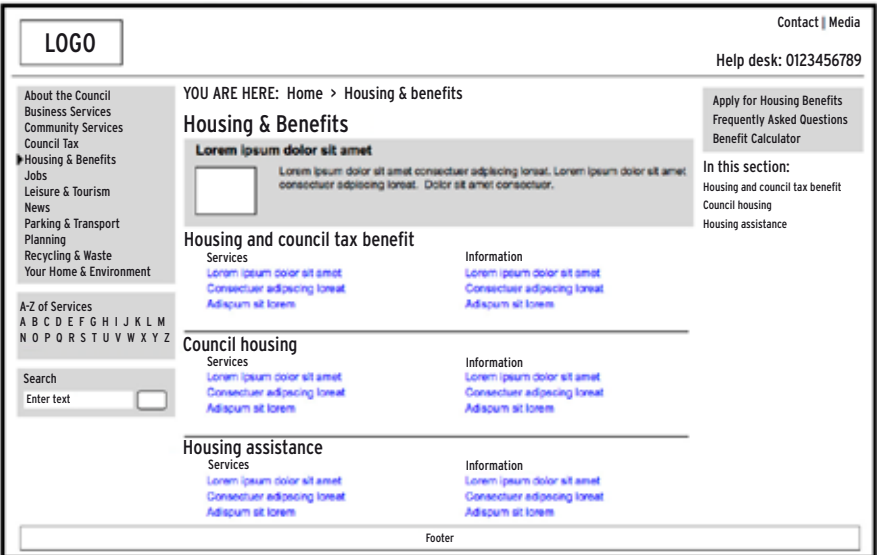 LOGO
Contact | Media
Help desk: 0123456789
About the Council
Business Services
Community Services
Council Tax
Housing & Benefits
Jobs
Leisure & Tourism
News
Parking & Transport
Planning
Recycling & Waste
Your Home & Environment
A-Z of Services
A B C D E F G H I J K L M
N O P Q R S T U V W X Y Z
Search
Enter text
YOU ARE HERE: Home > Housing & benefits
Housing & Benefits
Lorem ipsum dolor sit amet
Lorem ipsum dolor sit amet consectuer adipiscing loreat. Lorem ipsum dolor sit amet
consectuer adipiscing loreat. Dolor sit amet consectuer.
Housing and council tax benefit
Services
Lorem ipsum dolor sit amet
Consectuer adipscing loreat
Adispum sit lorem
Information
Lorem ipsum dolor sit amet
Consectuer adipscing loreat
Adispum sit lorem
Council housing
Services
Lorem ipsum dolor sit amet
Consectuer adipscing loreat
Adispum sit lorem
Information
Lorem ipsum dolor sit amet
Consectuer adipscing loreat
Adispum sit lorem
Housing assistance
Services
Lorem ipsum dolor sit amet
Consectuer adipscing loreat
Adispum sit lorem
Information
Lorem ipsum dolor sit amet
Consectuer adipscing loreat
Adispum sit lorem
Apply for Housing Benefits
Frequently Asked Questions
Benefit Calculator
In this section:
Housing and council tax benefit
Council housing
Housing assistance
Footer